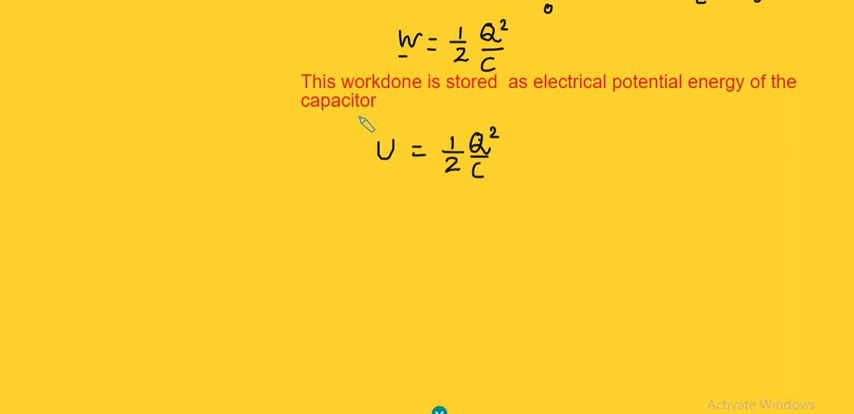 W = 1/2 Q²/C
This workdone is stored as electrical potential energy of the
capacitor
U = 1/2 Q²/C
Activate Windows